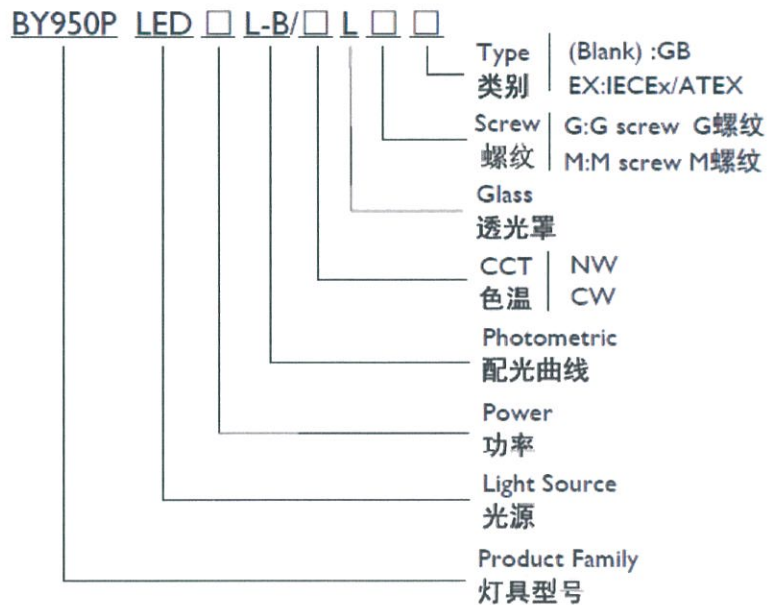 BY950P LED □ L-B/□ L □ □
Type (Blank) :GB
类别 EX:IECEx/ATEX
Screw G:G screw G螺纹
螺纹 M:M screw M螺纹
Glass
透光罩
CCT NW
色温 CW
Photometric
配光曲线
Power
功率
Light Source
光源
Product Family
灯具型号